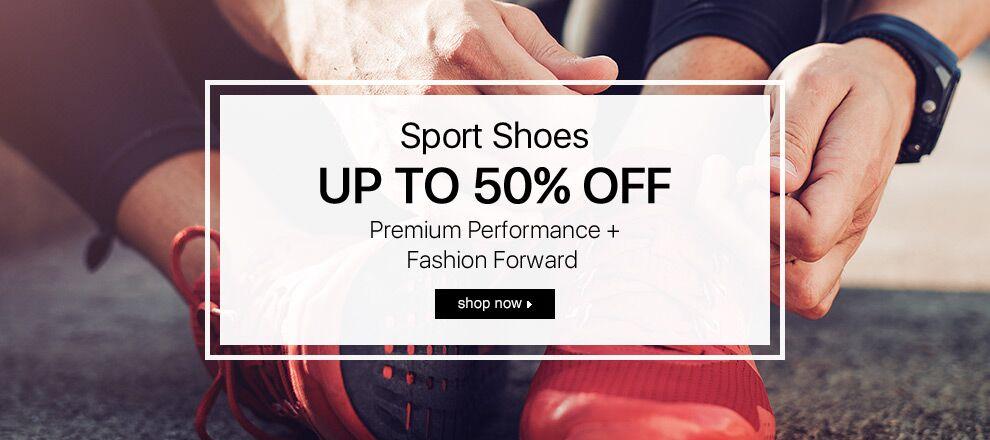 Sport Shoes
UP TO 50% OFF
Premium Performance +
Fashion Forward
shop now